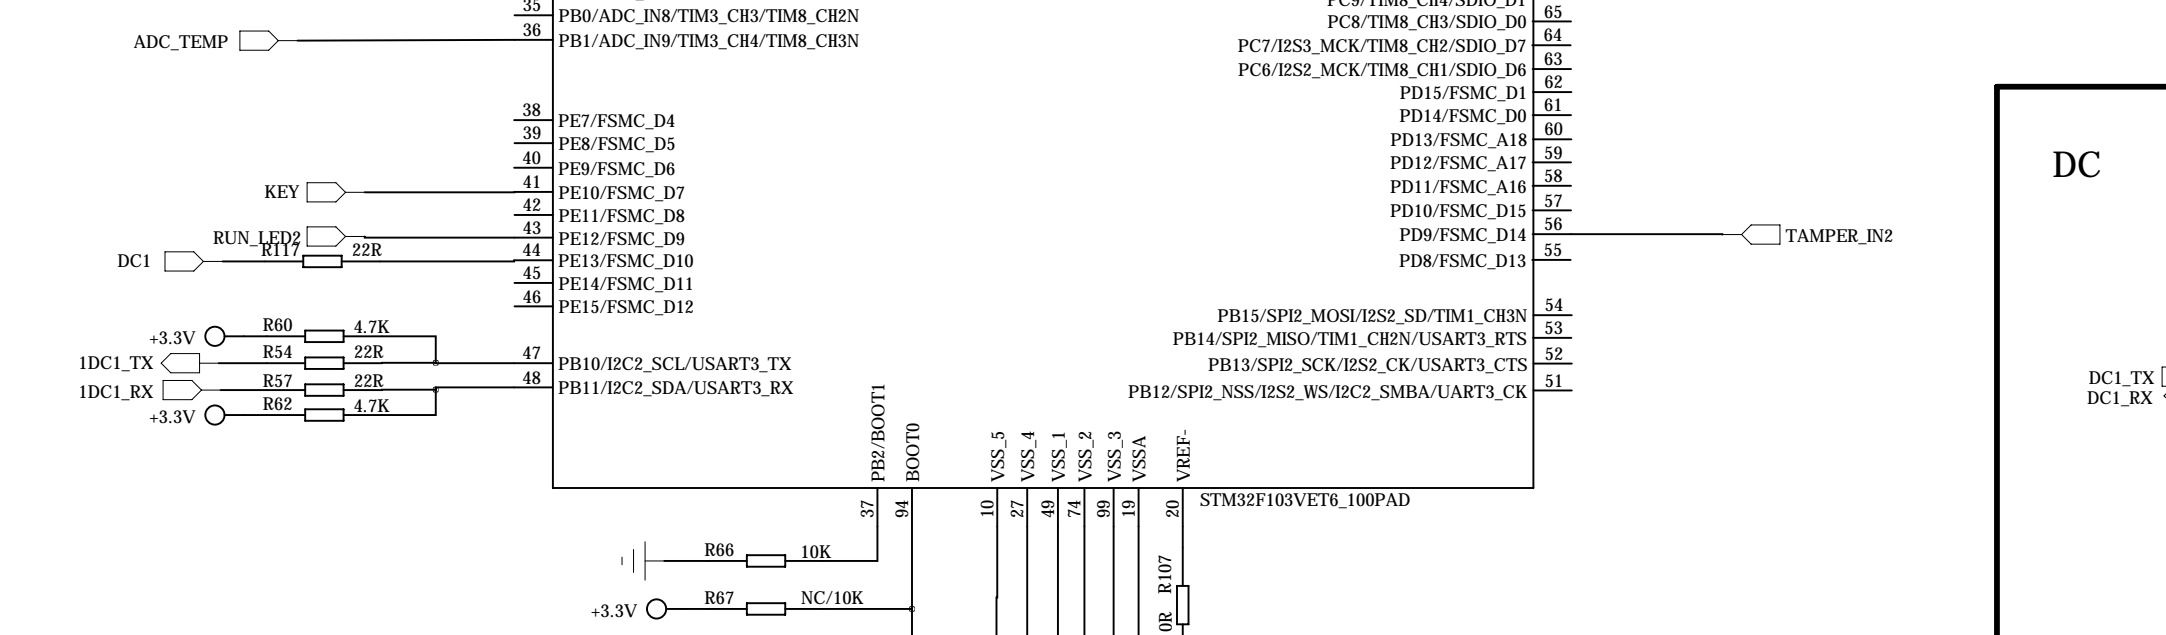 35
PB0/ADC_IN8/TIM3_CH3/TIM8_CH2N
ADC_TEMP
36
PB1/ADC_IN9/TIM3_CH4/TIM8_CH3N
38
PE7/FSMC_D4
39
PE8/FSMC_D5
40
PE9/FSMC_D6
KEY
41
PE10/FSMC_D7
42
PE11/FSMC_D8
RUN_LED2
43
PE12/FSMC_D9
DC1
R117
22R
44
PE13/FSMC_D10
45
PE14/FSMC_D11
46
PE15/FSMC_D12
+3.3V
R60
4.7K
1DC1_TX
R54
22R
47
PB10/I2C2_SCL/USART3_TX
1DC1_RX
R57
22R
48
PB11/I2C2_SDA/USART3_RX
+3.3V
R62
4.7K
PC9/TIM8_CH4/SDIO_D1
PC8/TIM8_CH3/SDIO_D0
65
PC7/I2S3_MCK/TIM8_CH2/SDIO_D7
64
PC6/I2S2_MCK/TIM8_CH1/SDIO_D6
63
PD15/FSMC_D1
62
PD14/FSMC_D0
61
PD13/FSMC_A18
60
PD12/FSMC_A17
59
PD11/FSMC_A16
58
PD10/FSMC_D15
57
PD9/FSMC_D14
56
TAMPER_IN2
PD8/FSMC_D13
55
PB15/SPI2_MOSI/I2S2_SD/TIM1_CH3N
54
PB14/SPI2_MISO/TIM1_CH2N/USART3_RTS
53
PB13/SPI2_SCK/I2S2_CK/USART3_CTS
52
PB12/SPI2_NSS/I2S2_WS/I2C2_SMBA/UART3_CK
51
PB2/BOOT1
BOOT0
VSS_5
VSS_4
VSS_1
VSS_2
VSS_3
VSSA
VREF-
37
94
10
27
49
74
99
19
20
STM32F103VET6_100PAD
R66
10K
+3.3V
R67
NC/10K
0R
R107
DC
DC1_TX
DC1_RX